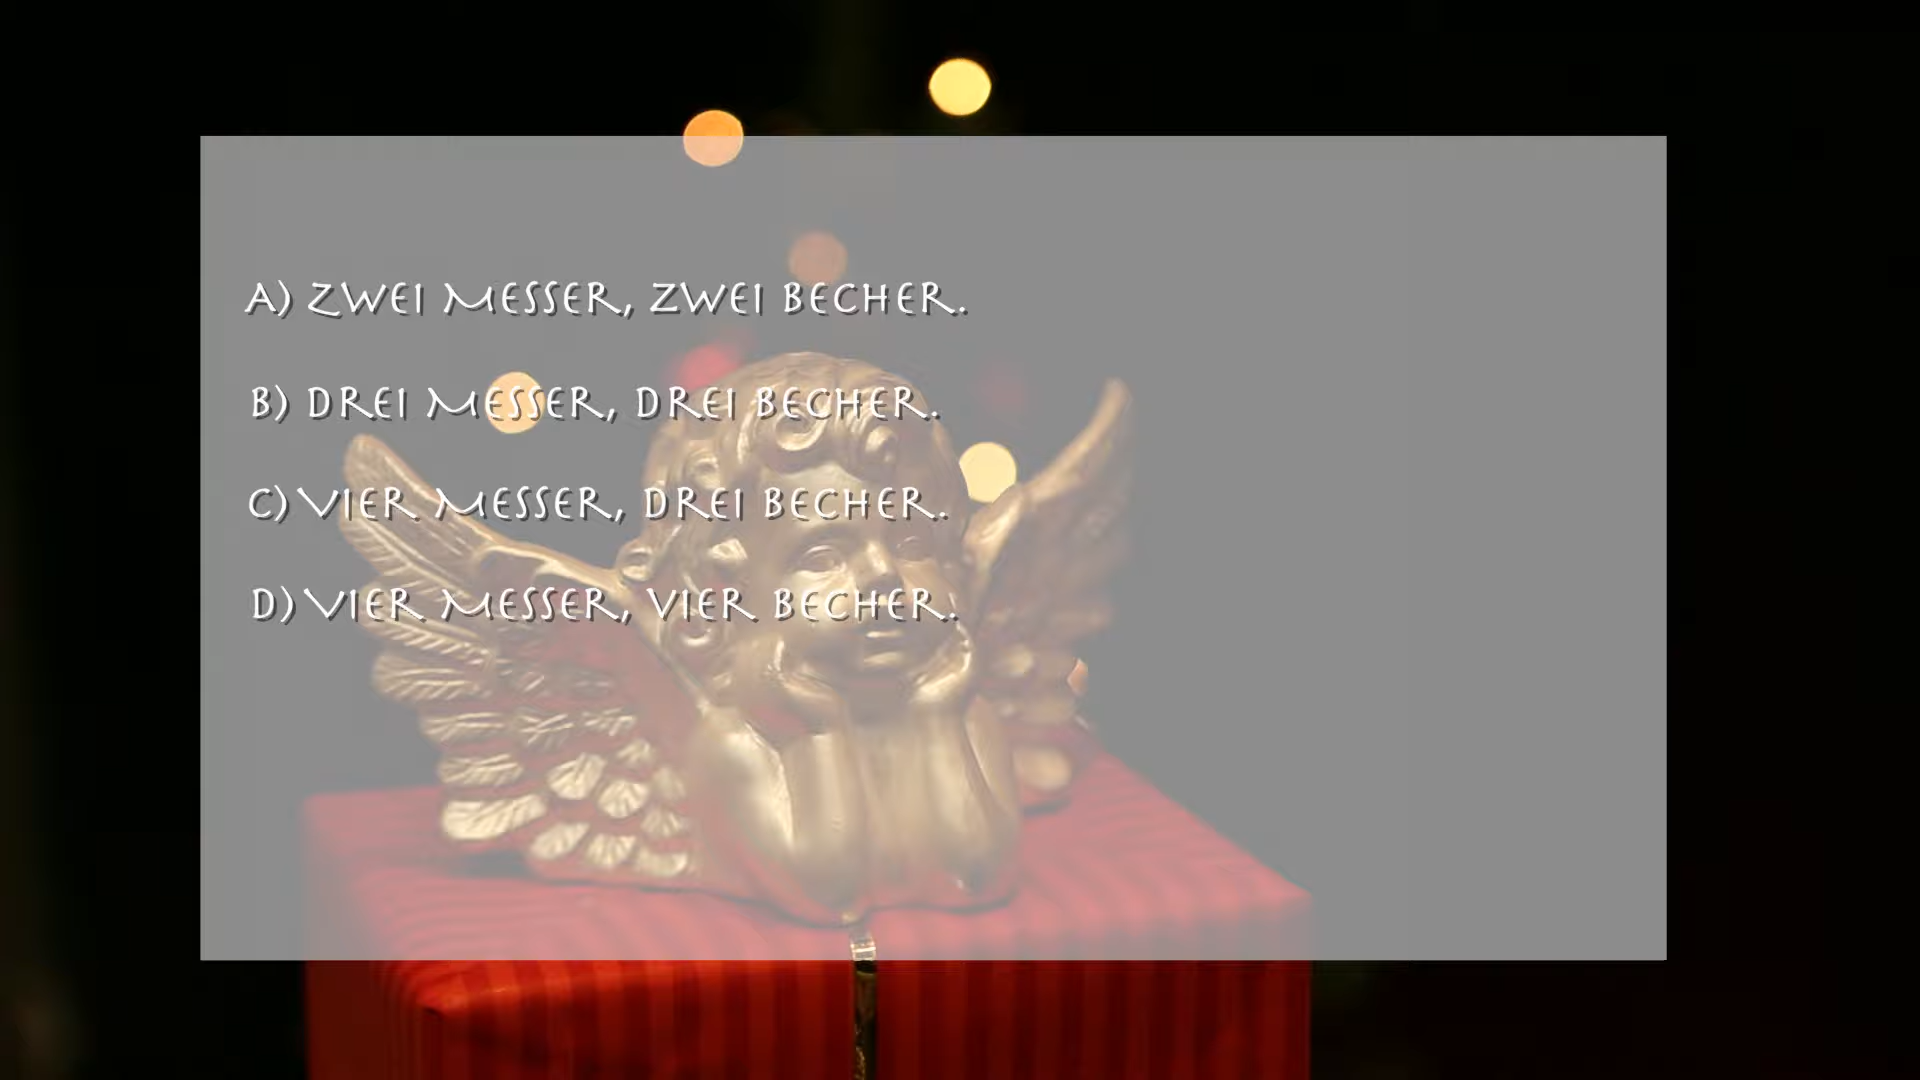 A) ZWEI MESSER, ZWEI BECHER.
B) DREI MESSER, DREI BECHER.
C) VIER MESSER, DREI BECHER.
D) VIER MESSER, VIER BECHER.